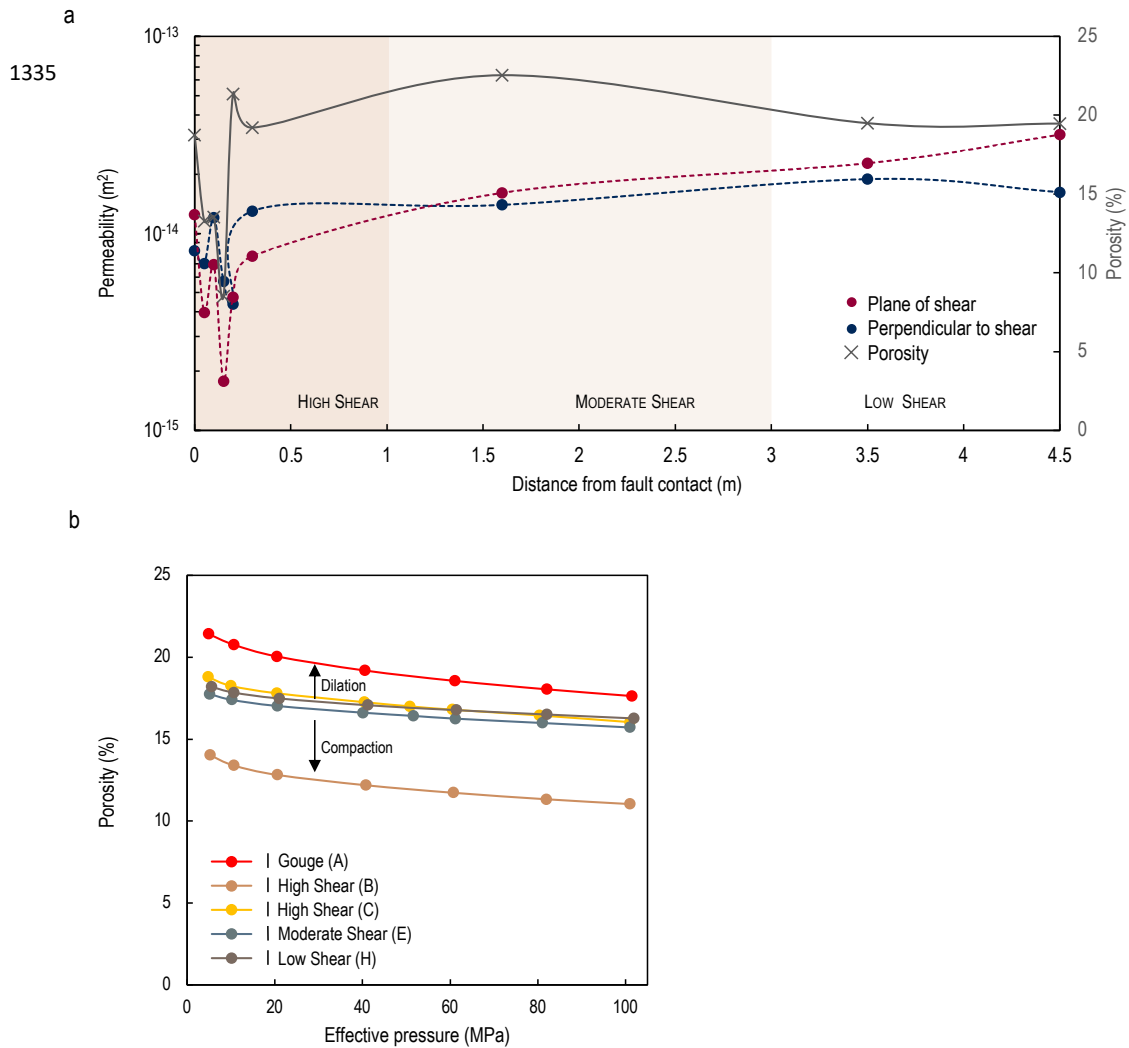 a
1335
10-13
10-14
10-15
Permeability (m²)
25
20
15
10
5
0
Porosity (%)
Plane of shear
Perpendicular to shear
Porosity
HIGH SHEAR
MODERATE SHEAR
LOW SHEAR
0 0.5 1 1.5 2 2.5 3 3.5 4 4.5
Distance from fault contact (m)
b
25
20
15
10
5
0
Porosity (%)
Dilation
Compaction
I Gouge (A)
I High Shear (B)
I High Shear (C)
I Moderate Shear (E)
I Low Shear (H)
0 20 40 60 80 100
Effective pressure (MPa)